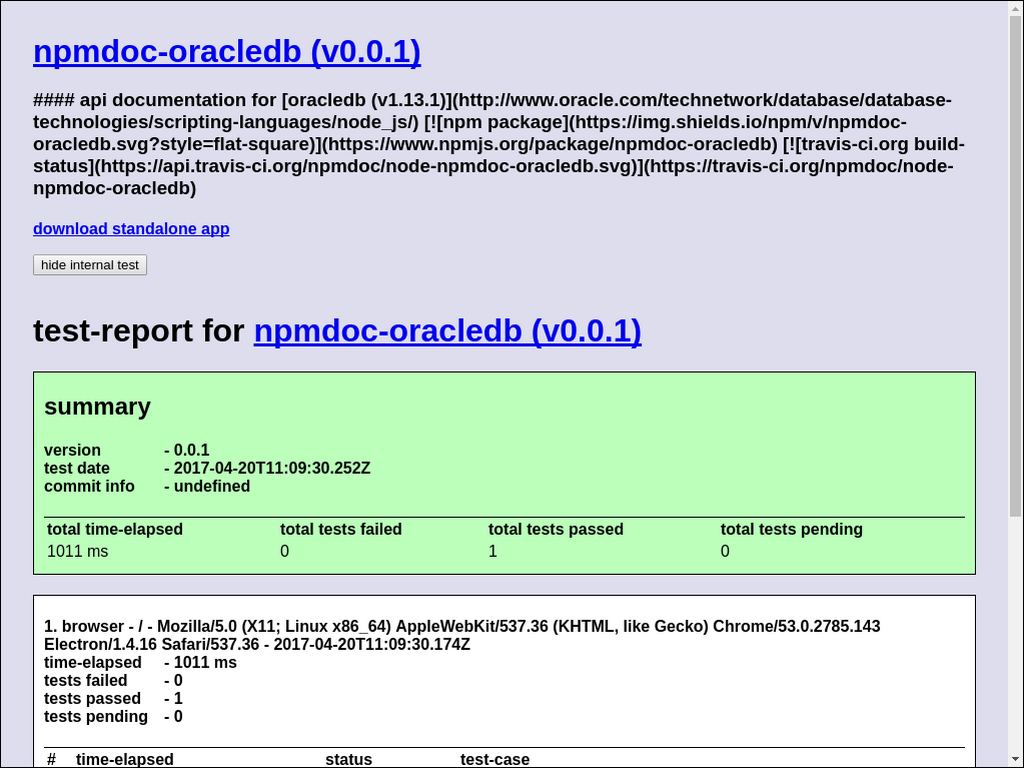 npmdoc-oracledb (v0.0.1)
#### api documentation for [oracledb (v1.13.1)](http://www.oracle.com/technetwork/database/database-
technologies/scripting-languages/node_js/) [![npm package](https://img.shields.io/npm/v/npmdoc-
oracledb.svg?style=flat-square)](https://www.npmjs.org/package/npmdoc-oracledb) [![travis-ci.org build-
status](https://api.travis-ci.org/npmdoc/node-npmdoc-oracledb.svg)](https://travis-ci.org/npmdoc/node-
npmdoc-oracledb)
download standalone app
hide internal test
test-report for npmdoc-oracledb (v0.0.1)
summary
version - 0.0.1
test date - 2017-04-20T11:09:30.252Z
commit info - undefined
total time-elapsed total tests failed total tests passed total tests pending
1011 ms 0 1 0
1. browser - / - Mozilla/5.0 (X11; Linux x86_64) AppleWebKit/537.36 (KHTML, like Gecko) Chrome/53.0.2785.143
Electron/1.4.16 Safari/537.36 - 2017-04-20T11:09:30.174Z
time-elapsed - 1011 ms
tests failed - 0
tests passed - 1
tests pending - 0
# time-elapsed status test-case